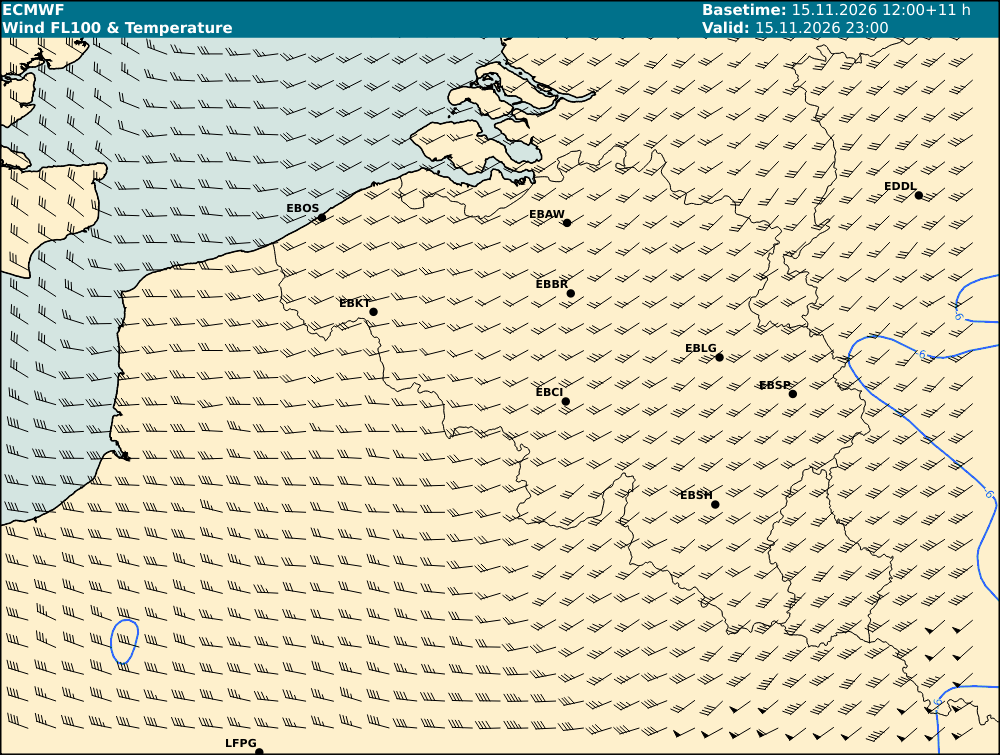 ECMWF
Wind FL100 & Temperature
Basetime: 15.11.2026 12:00+11 h
Valid: 15.11.2026 23:00
EDDL
EBOS
EBAW
EBBR
EBKT
6
EBLG
6
EBSP
EBCI
6
EBSH
6
LFPG